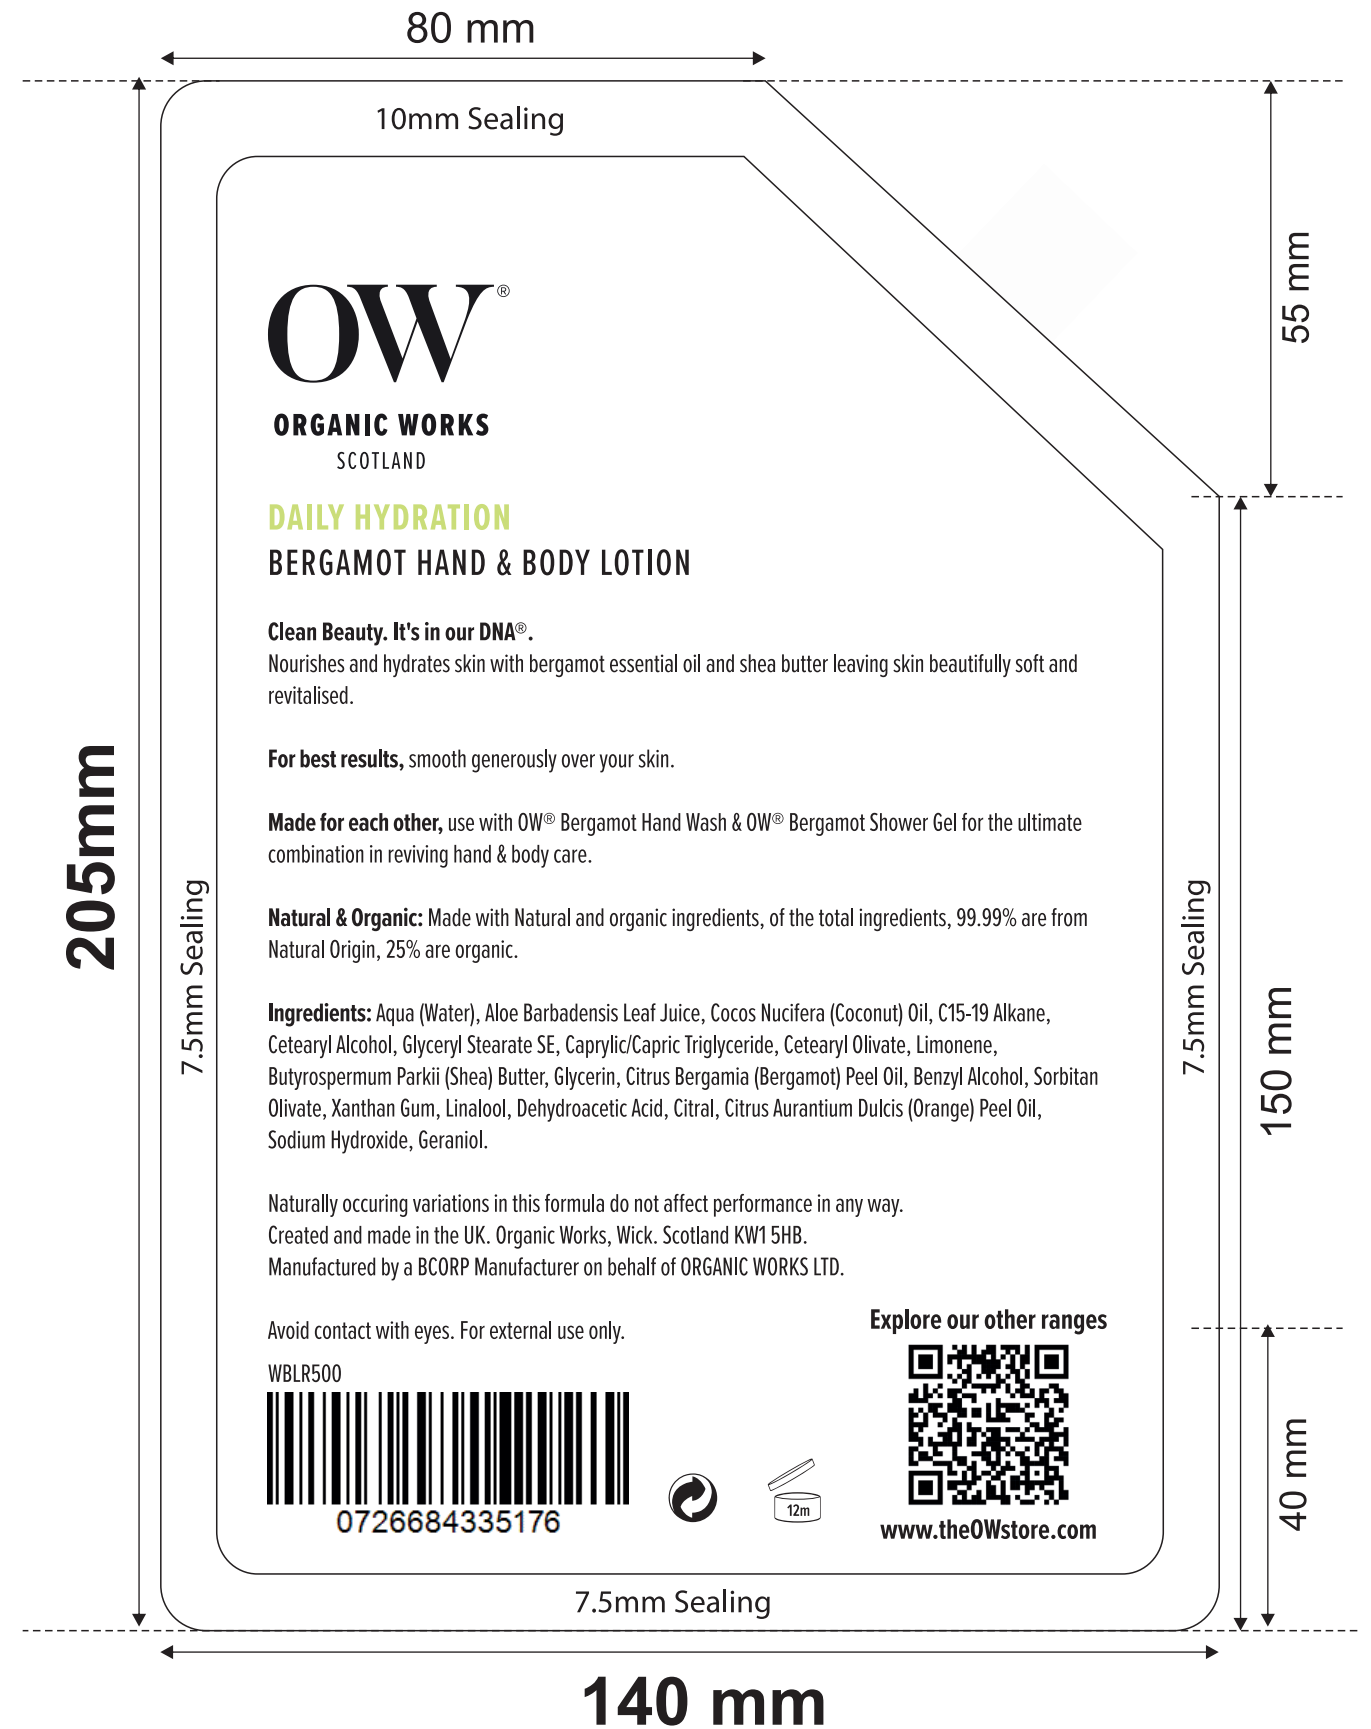 80 mm
10mm Sealing
55 mm
OW®
ORGANIC WORKS
SCOTLAND
DAILY HYDRATION
BERGAMOT HAND & BODY LOTION
Clean Beauty. It's in our DNA®.
Nourishes and hydrates skin with bergamot essential oil and shea butter leaving skin beautifully soft and
revitalised.
For best results, smooth generously over your skin.
Made for each other, use with OW® Bergamot Hand Wash & OW® Bergamot Shower Gel for the ultimate
combination in reviving hand & body care.
205mm
7.5mm Sealing
7.5mm Sealing
150 mm
Natural & Organic: Made with Natural and organic ingredients, of the total ingredients, 99.99% are from
Natural Origin, 25% are organic.
Ingredients: Aqua (Water), Aloe Barbadensis Leaf Juice, Cocos Nucifera (Coconut) Oil, C15-19 Alkane,
Cetearyl Alcohol, Glyceryl Stearate SE, Caprylic/Capric Triglyceride, Cetearyl Olivate, Limonene,
Butyrospermum Parkii (Shea) Butter, Glycerin, Citrus Bergamia (Bergamot) Peel Oil, Benzyl Alcohol, Sorbitan
Olivate, Xanthan Gum, Linalool, Dehydroacetic Acid, Citral, Citrus Aurantium Dulcis (Orange) Peel Oil,
Sodium Hydroxide, Geraniol.
Naturally occuring variations in this formula do not affect performance in any way.
Created and made in the UK. Organic Works, Wick. Scotland KW1 5HB.
Manufactured by a BCORP Manufacturer on behalf of ORGANIC WORKS LTD.
Avoid contact with eyes. For external use only.
WBLR500
0726684335176
12m
Explore our other ranges
www.theOWstore.com
40 mm
7.5mm Sealing
140 mm